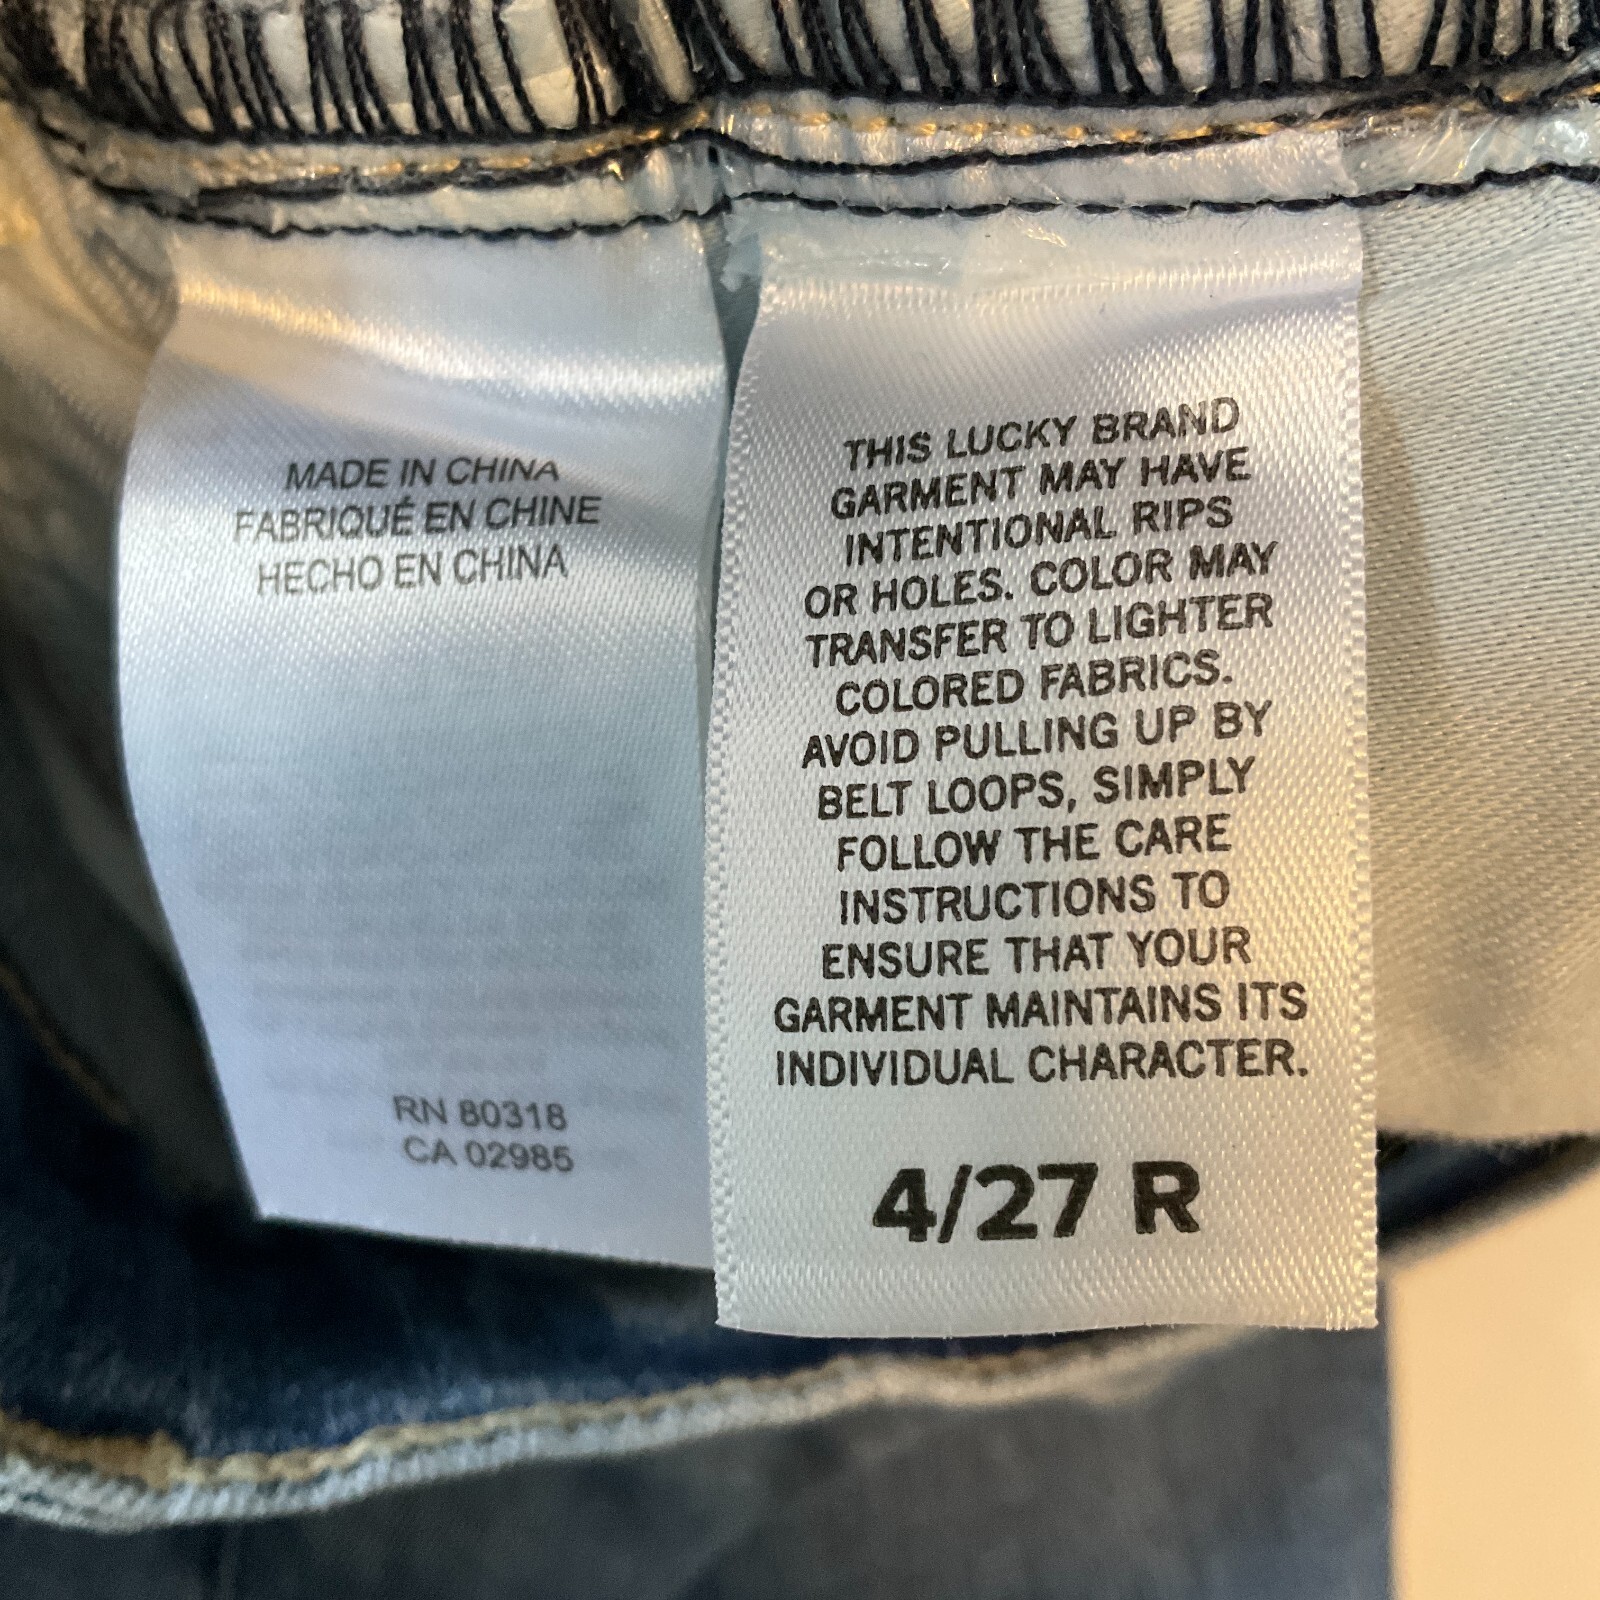 MADE IN CHINA
FABRIQUÉ EN CHINE
HECHO EN CHINA
RN 80318
CA 02985
THIS LUCKY BRAND
GARMENT MAY HAVE
INTENTIONAL RIPS
OR HOLES. COLOR MAY
TRANSFER TO LIGHTER
COLORED FABRICS.
AVOID PULLING UP BY
BELT LOOPS, SIMPLY
FOLLOW THE CARE
INSTRUCTIONS TO
ENSURE THAT YOUR
GARMENT MAINTAINS ITS
INDIVIDUAL CHARACTER.
4/27 R